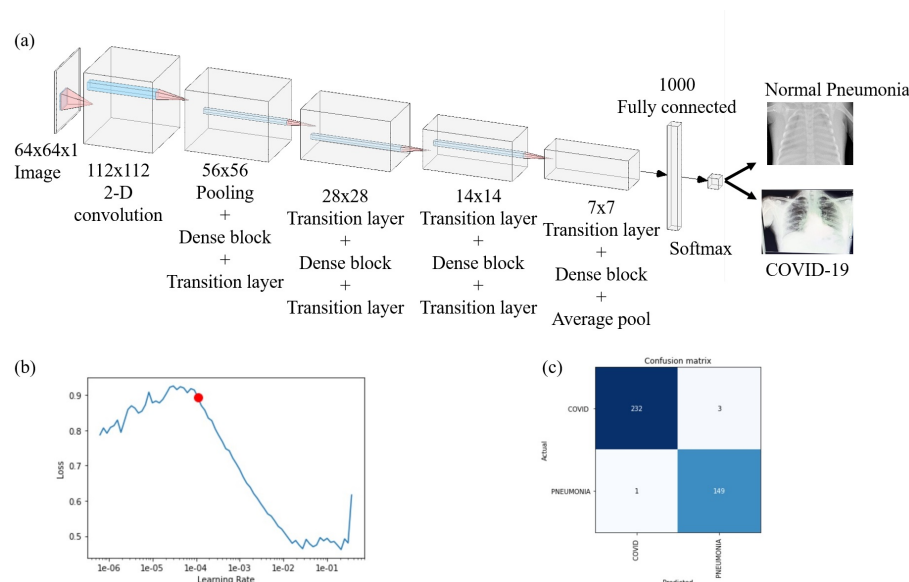 (a)
64x64x1
Image
112x112
2-D
convolution
56x56
Pooling
+
Dense block
+
Transition layer
28x28
Transition layer
+
Dense block
+
Transition layer
14x14
Transition layer
+
Dense block
+
Transition layer
7x7
Transition layer
+
Dense block
+
Average pool
1000
Fully connected
Softmax
Normal Pneumonia
COVID-19
(b)
Loss
0.9
0.8
0.7
0.6
0.5
1e-06 1e-05 1e-04 1e-03 1e-02 1e-01
Learning Rate
(c)
Confusion matrix
Actual
COVID
232 3
PNEUMONIA
1 149
COVID
PNEUMONIA
Predicted